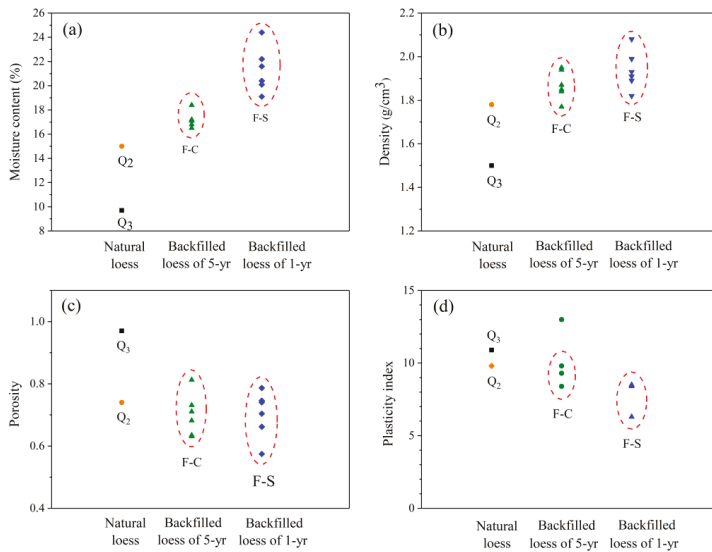 (a)
Moisture content (%)
26
24
22
20
18
16
14
12
10
8
Q2
Q3
F-C
F-S
Natural loess
Backfilled loess of 5-yr
Backfilled loess of 1-yr
(b)
Density (g/cm³)
2.2
2.0
1.8
1.6
1.4
1.2
Q2
Q3
F-C
F-S
Natural loess
Backfilled loess of 5-yr
Backfilled loess of 1-yr
(c)
Porosity
1.0
0.8
0.6
0.4
Q3
Q2
F-C
F-S
Natural loess
Backfilled loess of 5-yr
Backfilled loess of 1-yr
(d)
Plasticity index
15
10
5
0
Q3
Q2
F-C
F-S
Natural loess
Backfilled loess of 5-yr
Backfilled loess of 1-yr